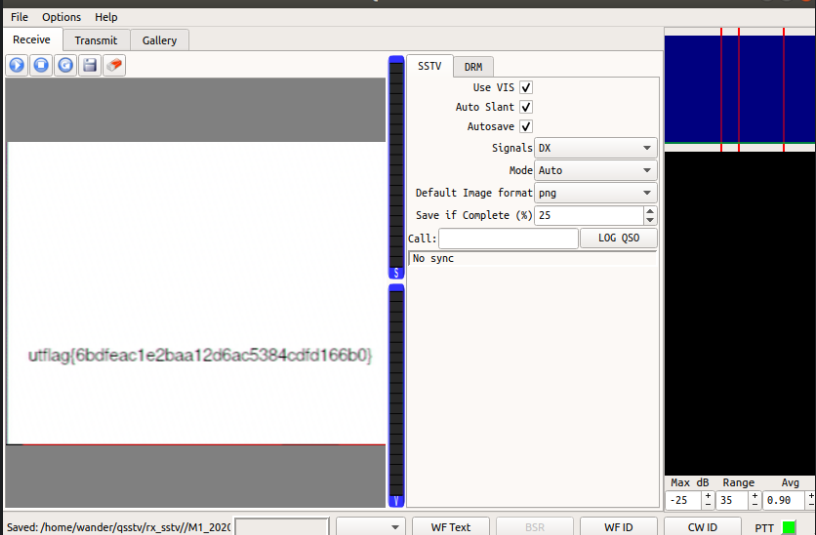 File Options Help
Receive Transmit Gallery
SSTV DRM
Use VIS
Auto Slant
Autosave
Signals DX
Mode Auto
Default Image format png
Save if Complete (%) 25
Call: LOG QSO
No sync
S
utflag{6bdfeac1e2baa12d6ac5384cdfd166b0}
V
Max dB Range Avg
-25 35 0.90
Saved: /home/wander/qsstv/rx_sstv//M1_202( WF Text BSR WF ID CW ID PTT